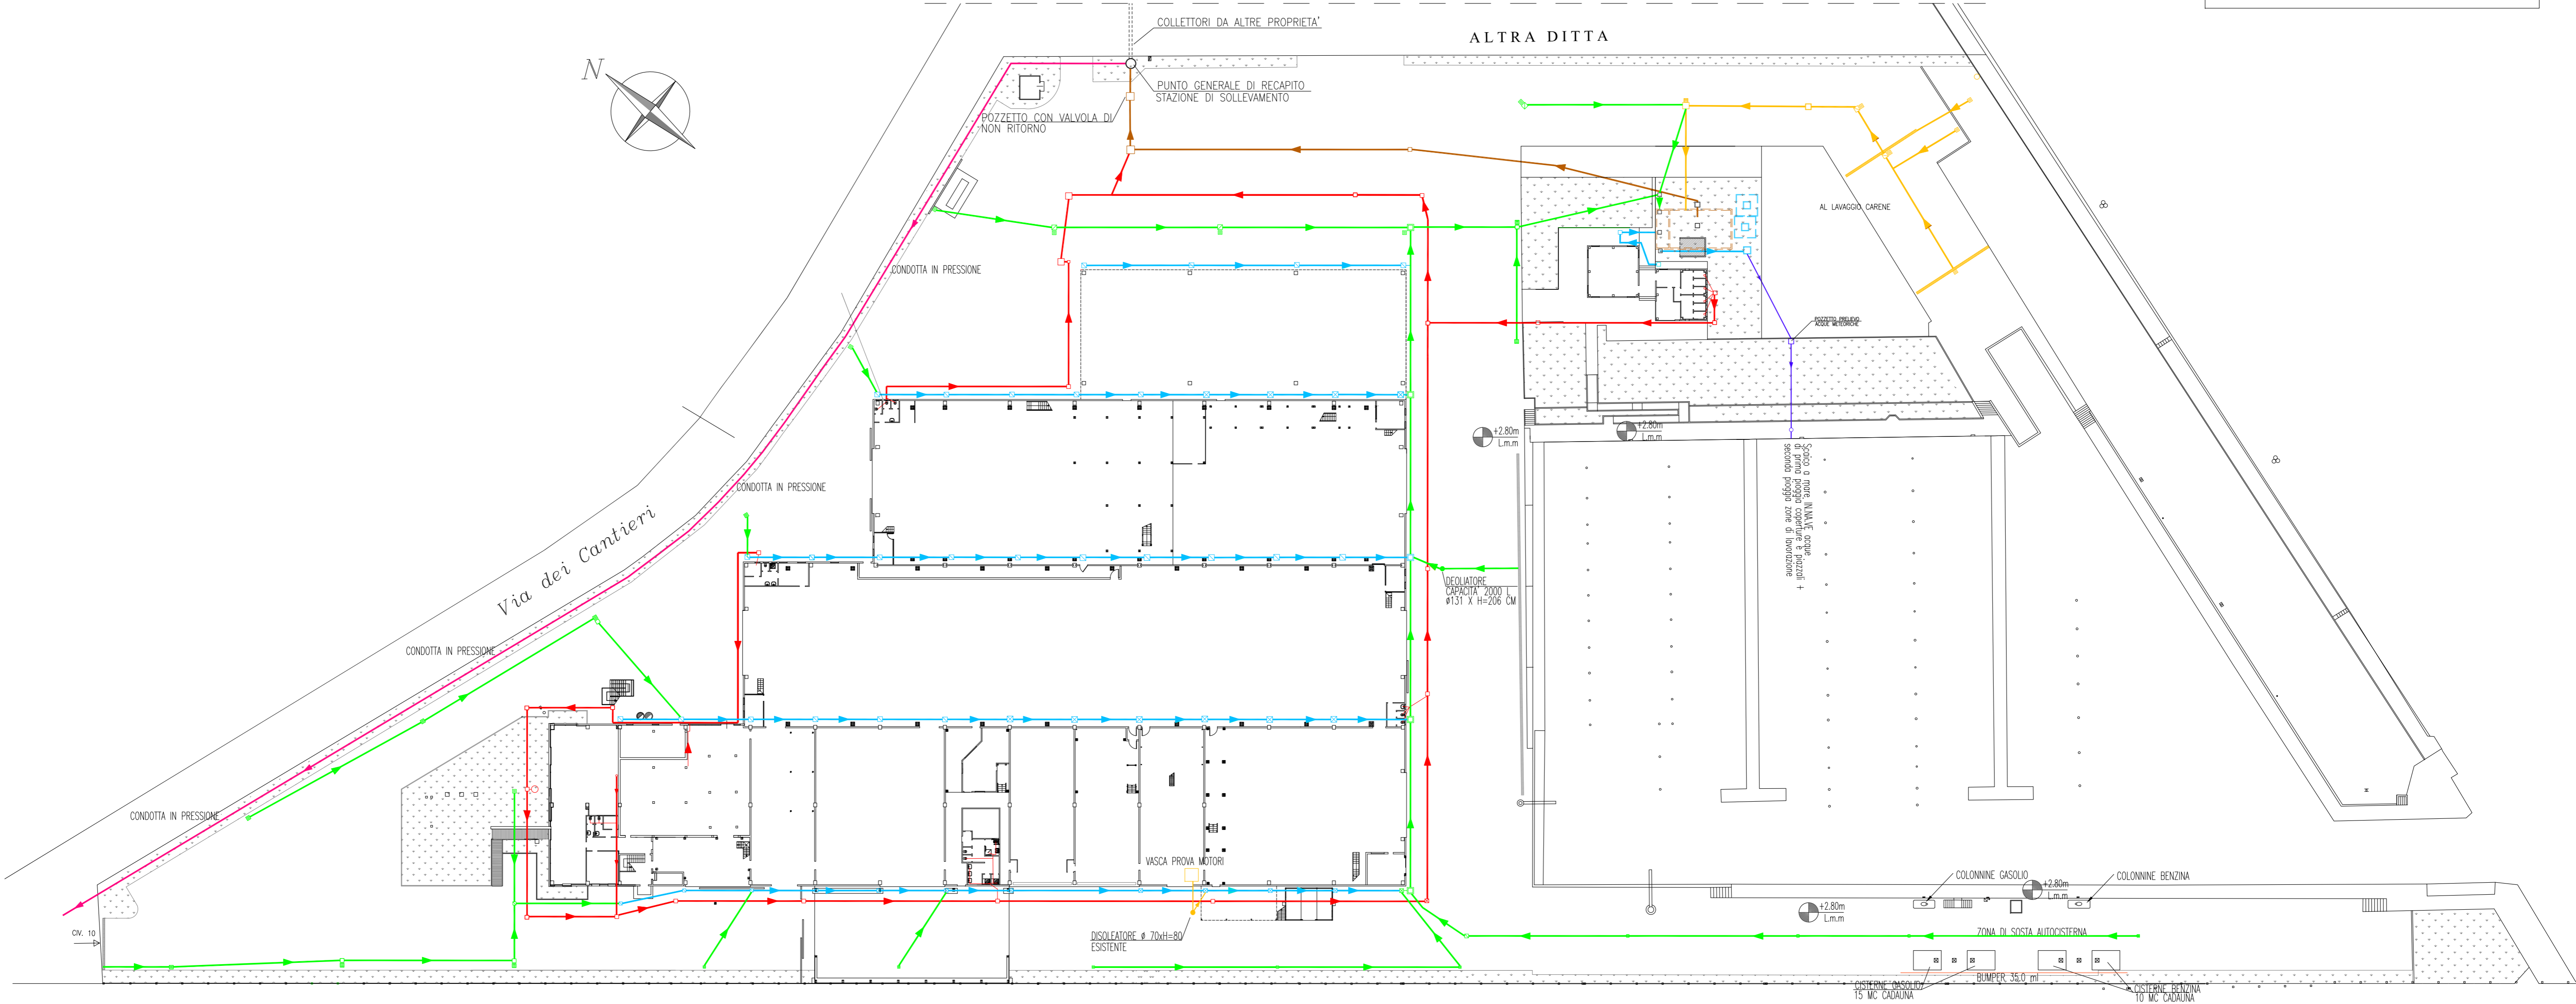 COLLETTORI DA ALTRE PROPRIETA'
ALTRA DITTA
N
PUNTO GENERALE DI RECAPITO
STAZIONE DI SOLLEVAMENTO
POZZETTO CON VALVOLA DI
NON RITORNO
AL LAVAGGIO CARENE
CONDOTTA IN PRESSIONE
POZZETTO PRELIEVO
ACQUE METEORICHE
+2.80m
L.m.m
+2.80m
L.m.m
Scarico a mare IN.NA.VE. acque
di prima pioggia coperture e piazzali +
seconda pioggia zone di lavorazione
CONDOTTA IN PRESSIONE
Via dei Cantieri
DEOLIATORE
CAPACITA' 2000 L
ø131 X H=206 CM
CONDOTTA IN PRESSIONE
CONDOTTA IN PRESSIONE
VASCA PROVA MOTORI
COLONNINE GASOLIO
COLONNINE BENZINA
+2.80m
L.m.m
+2.80m
L.m.m
CIV. 10
DISOLEATORE ø 70xH=80
ESISTENTE
ZONA DI SOSTA AUTOCISTERNA
BUMPER 35,0 ml
CISTERNE GASOLIO
15 MC CADAUNA
CISTERNE BENZINA
10 MC CADAUNA